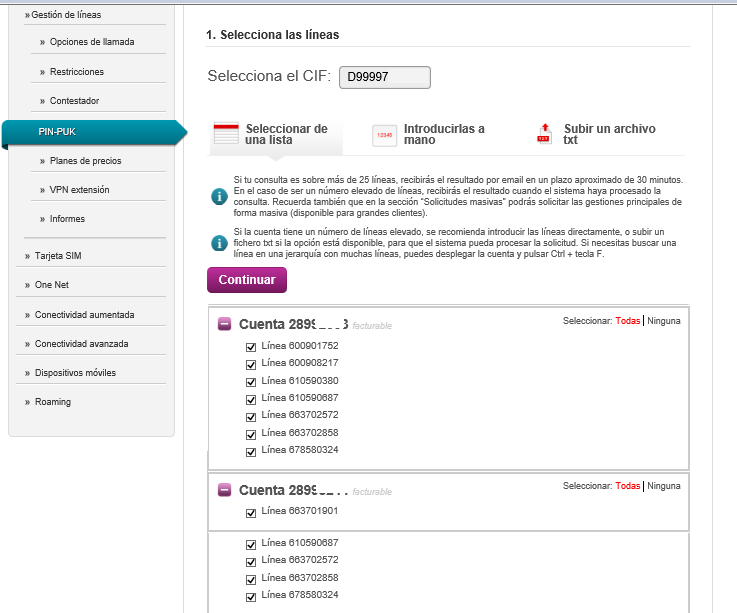 » Gestión de líneas
» Opciones de llamada
» Restricciones
» Contestador
PIN-PUK
» Planes de precios
» VPN extensión
» Informes
» Tarjeta SIM
» One Net
» Conectividad aumentada
» Conectividad avanzada
» Dispositivos móviles
» Roaming
1. Selecciona las líneas
Selecciona el CIF: D99997
Seleccionar de
una lista
12345
Introducirlas a
mano
TXT
Subir un archivo
txt
Si tu consulta es sobre más de 25 líneas, recibirás el resultado por email en un plazo aproximado de 30 minutos.
En el caso de ser un número elevado de líneas, recibirás el resultado cuando el sistema haya procesado la
consulta. Recuerda también que en la sección "Solicitudes masivas" podrás solicitar las gestiones principales de
forma masiva (disponible para grandes clientes).
Si la cuenta tiene un número de líneas elevado, se recomienda introducir las líneas directamente, o subir un
fichero txt si la opción está disponible, para que el sistema pueda procesar la solicitud. Si necesitas buscar una
línea en una jerarquía con muchas líneas, puedes desplegar la cuenta y pulsar Ctrl + tecla F.
Continuar
Cuenta facturable
Seleccionar: Todas | Ninguna
Línea 600901752
Línea 600908217
Línea 610590380
Línea 610590687
Línea 663702572
Línea 663702858
Línea 678580324
Cuenta facturable
Seleccionar: Todas | Ninguna
Línea 663701901
Línea 610590687
Línea 663702572
Línea 663702858
Línea 678580324